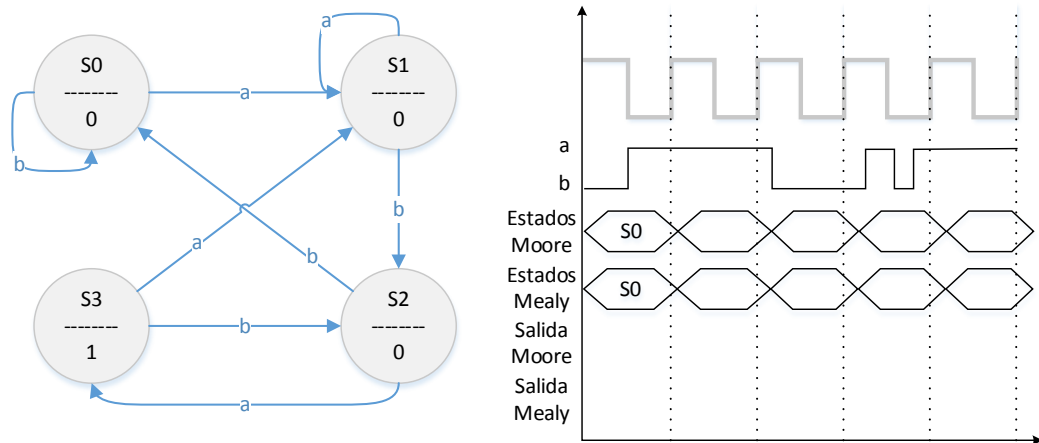 S0
--------
0
S1
--------
0
S3
--------
1
S2
--------
0
a
a
b
b
a
b
b
a
a
b
Estados
Moore
S0
Estados
Mealy
S0
Salida
Moore
Salida
Mealy